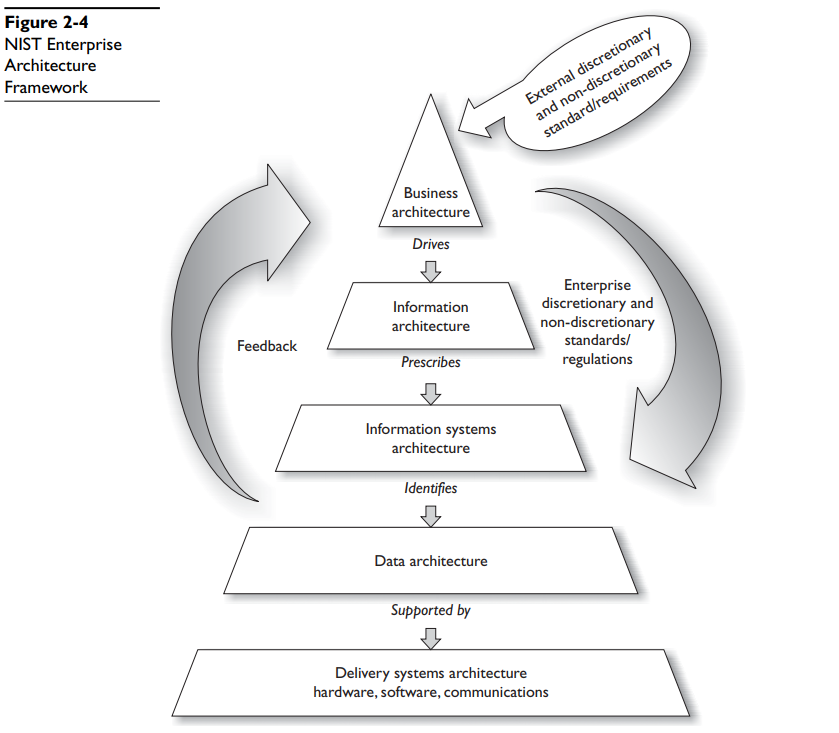 Figure 2-4
NIST Enterprise
Architecture
Framework
External discretionary
and non-discretionary
standard/requirements
Business
architecture
Drives
Information
architecture
Enterprise
discretionary and
non-discretionary
standards/
regulations
Feedback
Prescribes
Information systems
architecture
Identifies
Data architecture
Supported by
Delivery systems architecture
hardware, software, communications